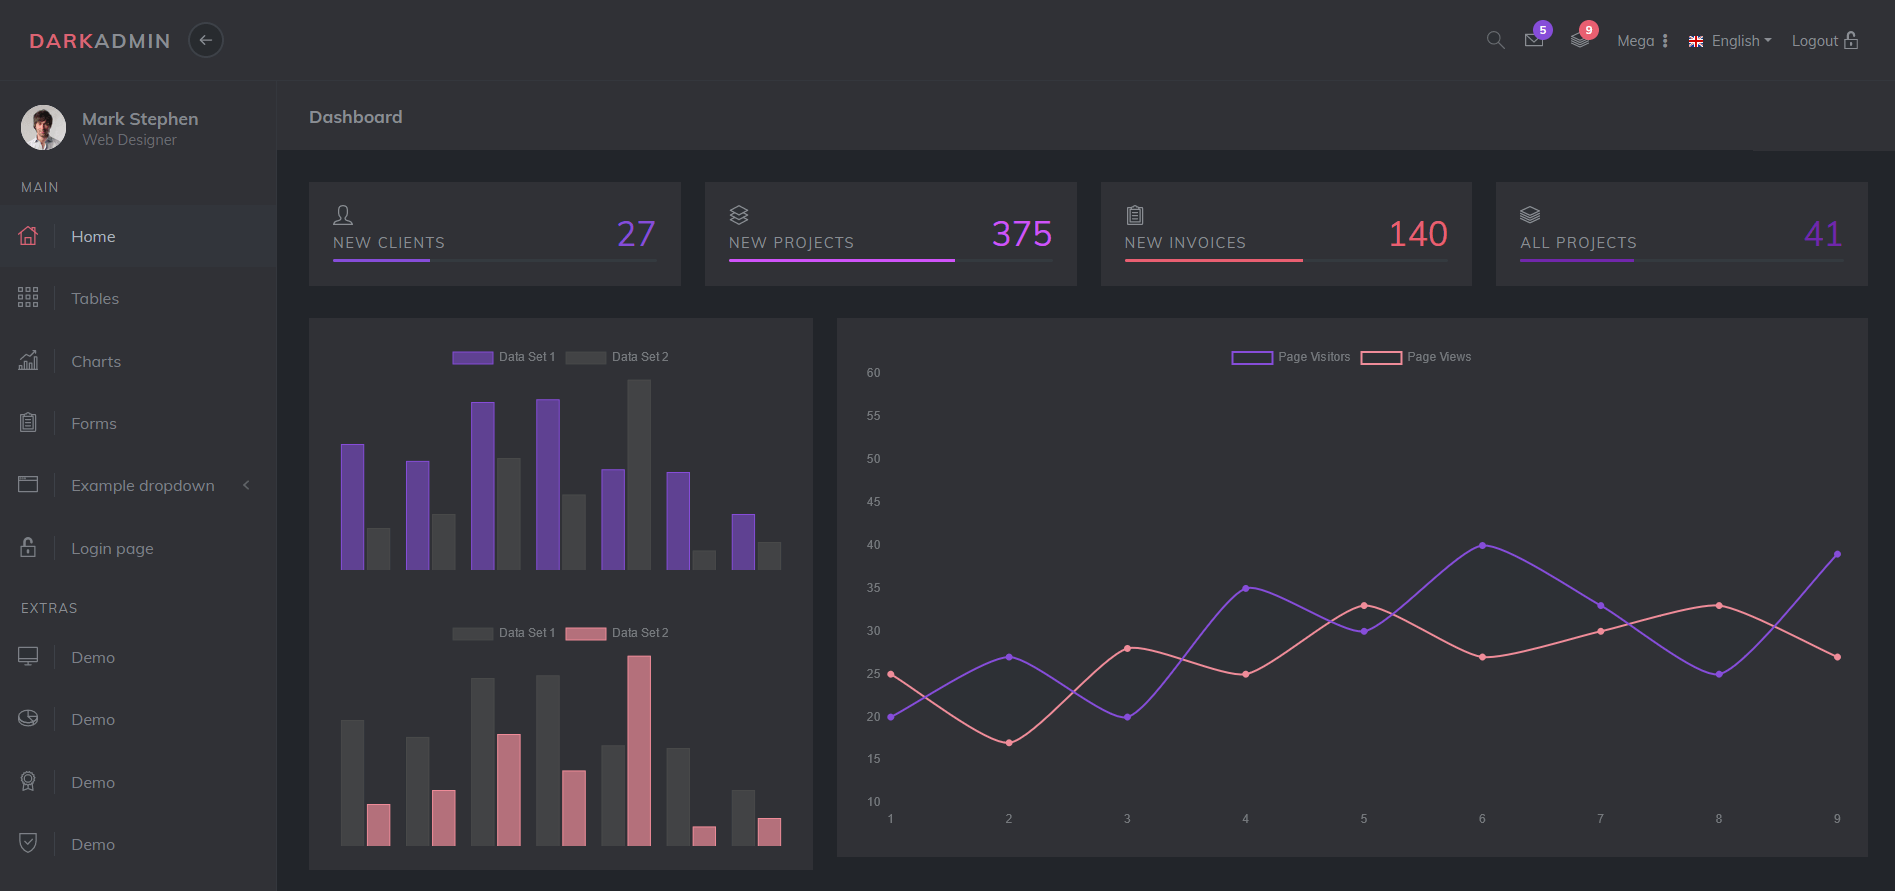 DARKADMIN
5
9
Mega
English
Logout
Mark Stephen
Web Designer
MAIN
Home
Tables
Charts
Forms
Example dropdown
Login page
EXTRAS
Demo
Demo
Demo
Demo
Dashboard
NEW CLIENTS
27
NEW PROJECTS
375
NEW INVOICES
140
ALL PROJECTS
41
Data Set 1 Data Set 2
Data Set 1 Data Set 2
Page Visitors Page Views
60
55
50
45
40
35
30
25
20
15
10
1 2 3 4 5 6 7 8 9